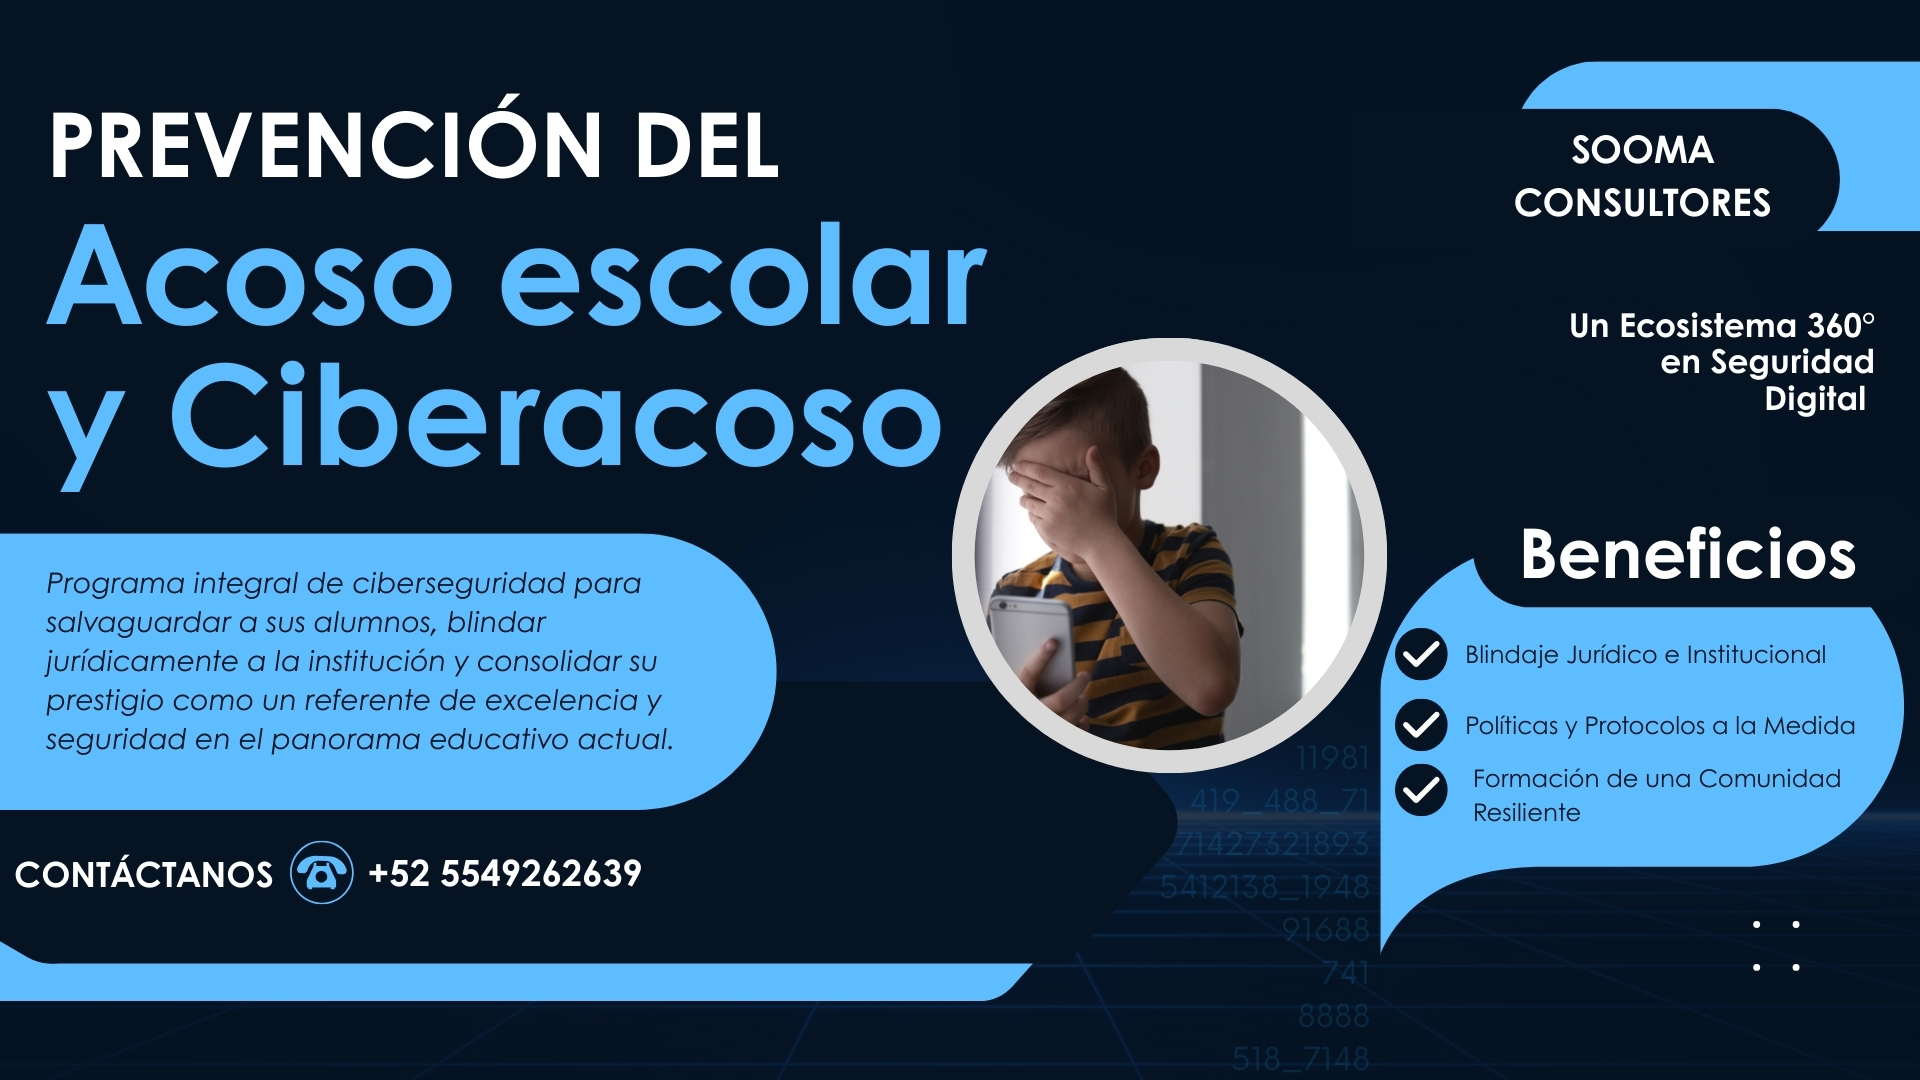 PREVENCIÓN DEL
Acoso escolar
y Ciberacoso
SOOMA
CONSULTORES
Un Ecosistema 360°
en Seguridad
Digital
Programa integral de ciberseguridad para
salvaguardar a sus alumnos, blindar
jurídicamente a la institución y consolidar su
prestigio como un referente de excelencia y
seguridad en el panorama educativo actual.
CONTÁCTANOS +52 5549262639
Beneficios
Blindaje Jurídico e Institucional
Políticas y Protocolos a la Medida
Formación de una Comunidad
Resiliente
11981
419_488_71
71427321893
5412138_1948
91688
741
8888
518_7148